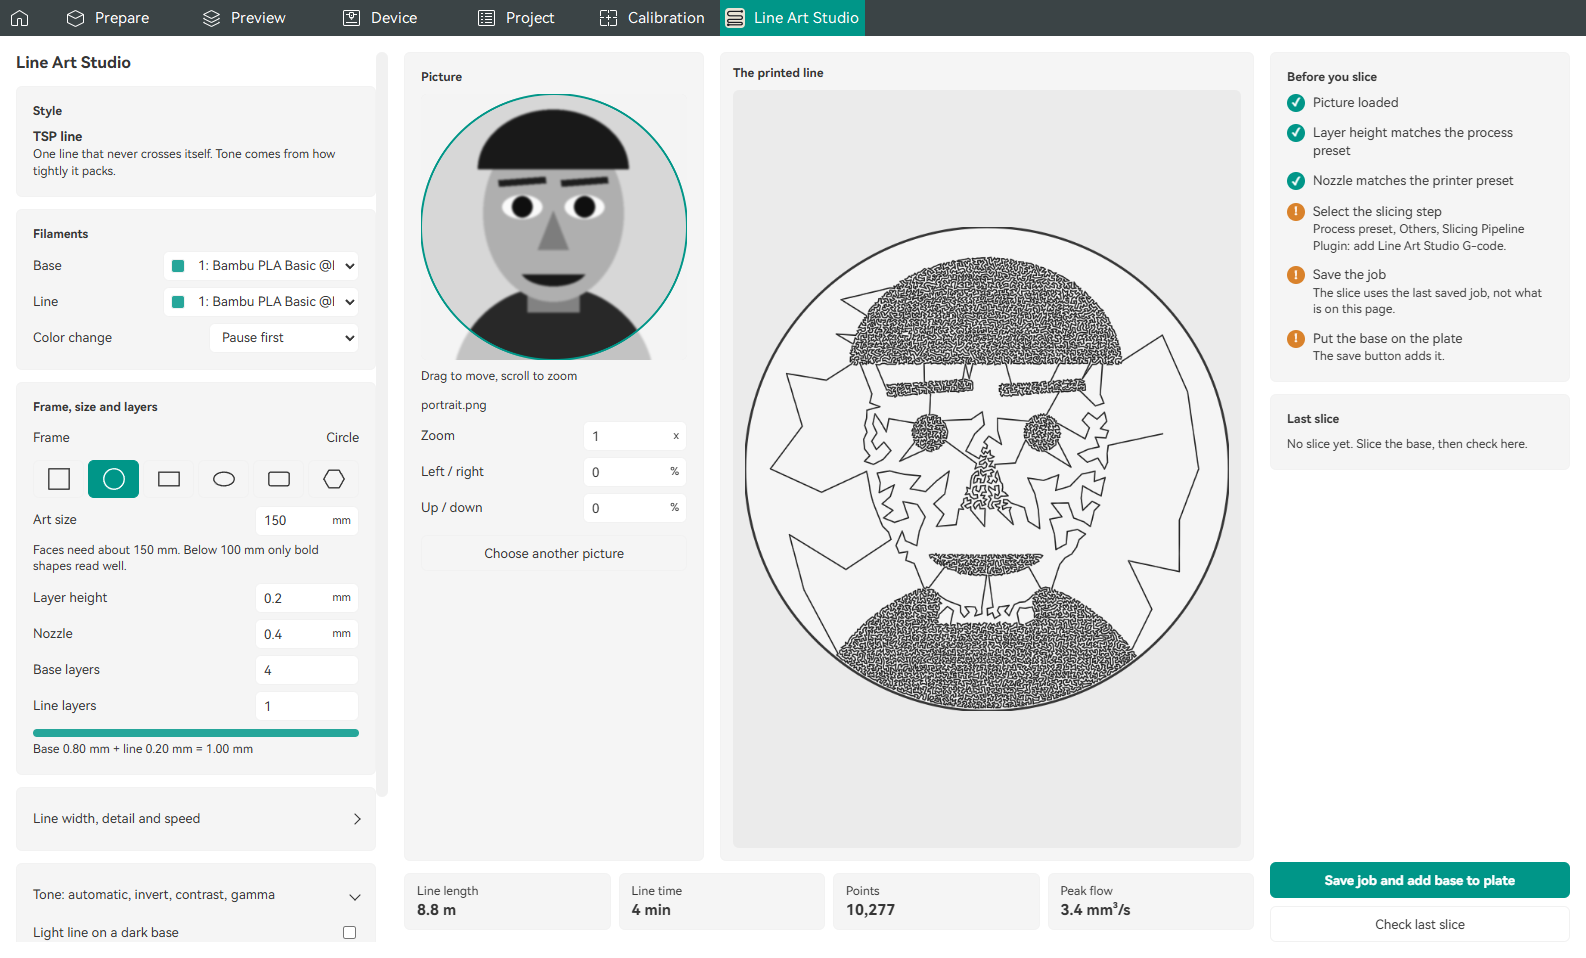 Prepare
Preview
Device
Project
Calibration
Line Art Studio
Line Art Studio
Style
TSP line
One line that never crosses itself. Tone comes from how
tightly it packs.
Filaments
Base
1: Bambu PLA Basic @l
Line
1: Bambu PLA Basic @l
Color change
Pause first
Frame, size and layers
Frame
Circle
Art size
150 mm
Faces need about 150 mm. Below 100 mm only bold
shapes read well.
Layer height
0.2 mm
Nozzle
0.4 mm
Base layers
4
Line layers
1
Base 0.80 mm + line 0.20 mm = 1.00 mm
Line width, detail and speed
Tone: automatic, invert, contrast, gamma
Light line on a dark base
Picture
Drag to move, scroll to zoom
portrait.png
Zoom
1 x
Left / right
0 %
Up / down
0 %
Choose another picture
The printed line
Line length
8.8 m
Line time
4 min
Points
10,277
Peak flow
3.4 mm³/s
Before you slice
Picture loaded
Layer height matches the process
preset
Nozzle matches the printer preset
Select the slicing step
Process preset, Others, Slicing Pipeline
Plugin: add Line Art Studio G-code.
Save the job
The slice uses the last saved job, not what
is on this page.
Put the base on the plate
The save button adds it.
Last slice
No slice yet. Slice the base, then check here.
Save job and add base to plate
Check last slice